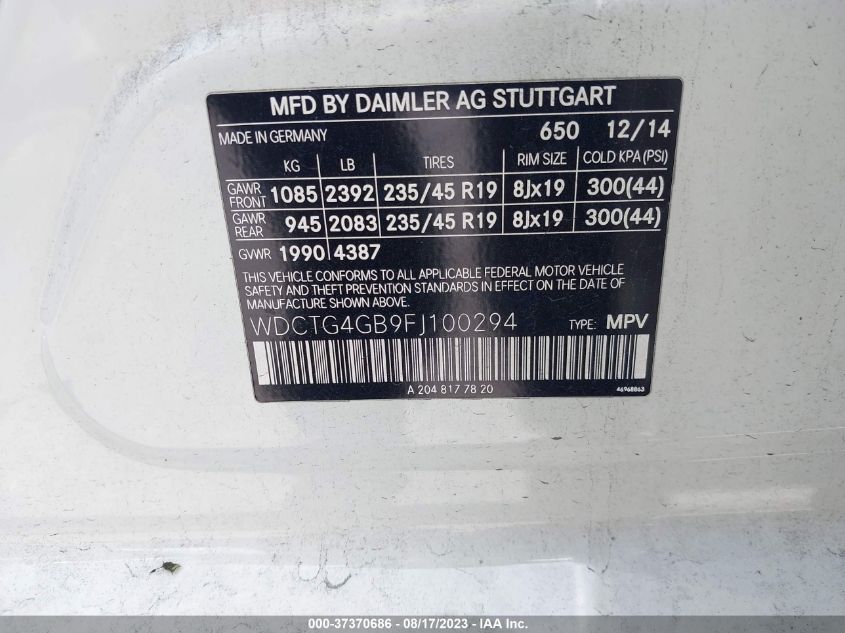 MFD BY DAIMLER AG STUTTGART
MADE IN GERMANY 650 12/14
KG LB TIRES RIM SIZE COLD KPA (PSI)
GAWR FRONT 1085 2392 235/45 R19 8Jx19 300(44)
GAWR REAR 945 2083 235/45 R19 8Jx19 300(44)
GVWR 1990 4387
THIS VEHICLE CONFORMS TO ALL APPLICABLE FEDERAL MOTOR VEHICLE
SAFETY AND THEFT PREVENTION STANDARDS IN EFFECT ON THE DATE OF
MANUFACTURE SHOWN ABOVE.
WDCTG4GB9FJ100294 TYPE: MPV
A 204 817 78 20 46968863
000-37370686 - 08/17/2023 - IAA Inc.